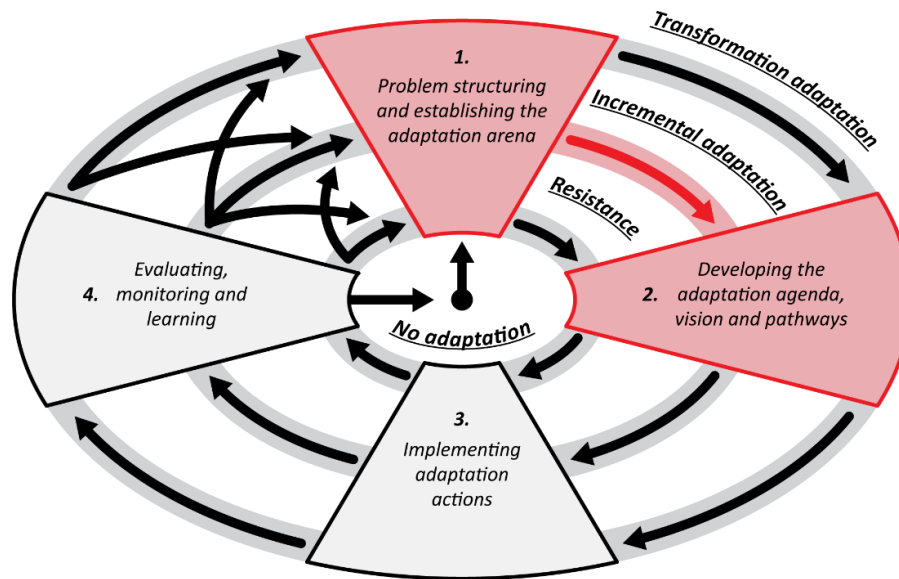 1.
Problem structuring
and establishing the
adaptation arena
Transformation adaptation
Incremental adaptation
Resistance
Developing the
2. adaptation agenda,
vision and pathways
Evaluating,
4. monitoring and
learning
No adaptation
3.
Implementing
adaptation
actions